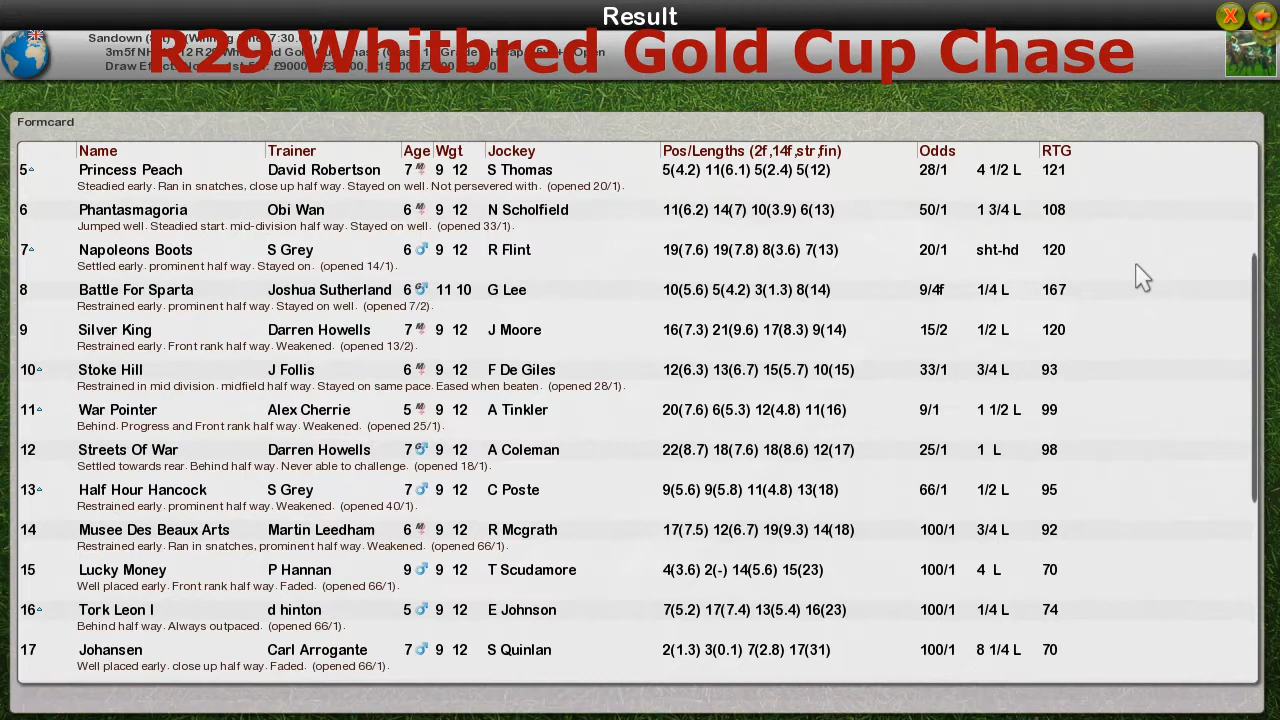 Result
R29 Whitbred Gold Cup Chase
Formcard
Name Trainer Age Wgt Jockey Pos/Lengths (2f,14f,str,fin) Odds RTG
5 Princess Peach David Robertson 7 9 12 S Thomas 5(4.2) 11(6.1) 5(2.4) 5(12) 28/1 4 1/2 L 121
Steadied early. Ran in snatches, close up half way. Stayed on well. Not persevered with. (opened 20/1).
6 Phantasmagoria Obi Wan 6 9 12 N Scholfield 11(6.2) 14(7) 10(3.9) 6(13) 50/1 1 3/4 L 108
Jumped well. Steadied start. mid-division half way. Stayed on well. (opened 33/1).
7 Napoleons Boots S Grey 6 9 12 R Flint 19(7.6) 19(7.8) 8(3.6) 7(13) 20/1 sht-hd 120
Settled early. prominent half way. Stayed on. (opened 14/1).
8 Battle For Sparta Joshua Sutherland 6 11 10 G Lee 10(5.6) 5(4.2) 3(1.3) 8(14) 9/4f 1/4 L 167
Restrained early. prominent half way. Stayed on well. (opened 7/2).
9 Silver King Darren Howells 7 9 12 J Moore 16(7.3) 21(9.6) 17(8.3) 9(14) 15/2 1/2 L 120
Restrained early. Front rank half way. Weakened. (opened 13/2).
10 Stoke Hill J Follis 6 9 12 F De Giles 12(6.3) 13(6.7) 15(5.7) 10(15) 33/1 3/4 L 93
Restrained in mid division. midfield half way. Stayed on same pace. Eased when beaten. (opened 28/1).
11 War Pointer Alex Cherrie 5 9 12 A Tinkler 20(7.6) 6(5.3) 12(4.8) 11(16) 9/1 1 1/2 L 99
Behind. Progress and Front rank half way. Weakened. (opened 25/1).
12 Streets Of War Darren Howells 7 9 12 A Coleman 22(8.7) 18(7.6) 18(8.6) 12(17) 25/1 1 L 98
Settled towards rear. Behind half way. Never able to challenge. (opened 18/1).
13 Half Hour Hancock S Grey 7 9 12 C Poste 9(5.6) 9(5.8) 11(4.8) 13(18) 66/1 1/2 L 95
Restrained early. prominent half way. Weakened. (opened 40/1).
14 Musee Des Beaux Arts Martin Leedham 6 9 12 R Mcgrath 17(7.5) 12(6.7) 19(9.3) 14(18) 100/1 3/4 L 92
Restrained early. Ran in snatches, prominent half way. Weakened. (opened 66/1).
15 Lucky Money P Hannan 9 9 12 T Scudamore 4(3.6) 2(-) 14(5.6) 15(23) 100/1 4 L 70
Well placed early. Front rank half way. Faded. (opened 66/1).
16 Tork Leon I d hinton 5 9 12 E Johnson 7(5.2) 17(7.4) 13(5.4) 16(23) 100/1 1/4 L 74
Behind half way. Always outpaced. (opened 66/1).
17 Johansen Carl Arrogante 7 9 12 S Quinlan 2(1.3) 3(0.1) 7(2.8) 17(31) 100/1 8 1/4 L 70
Well placed early. close up half way. Faded. (opened 66/1).